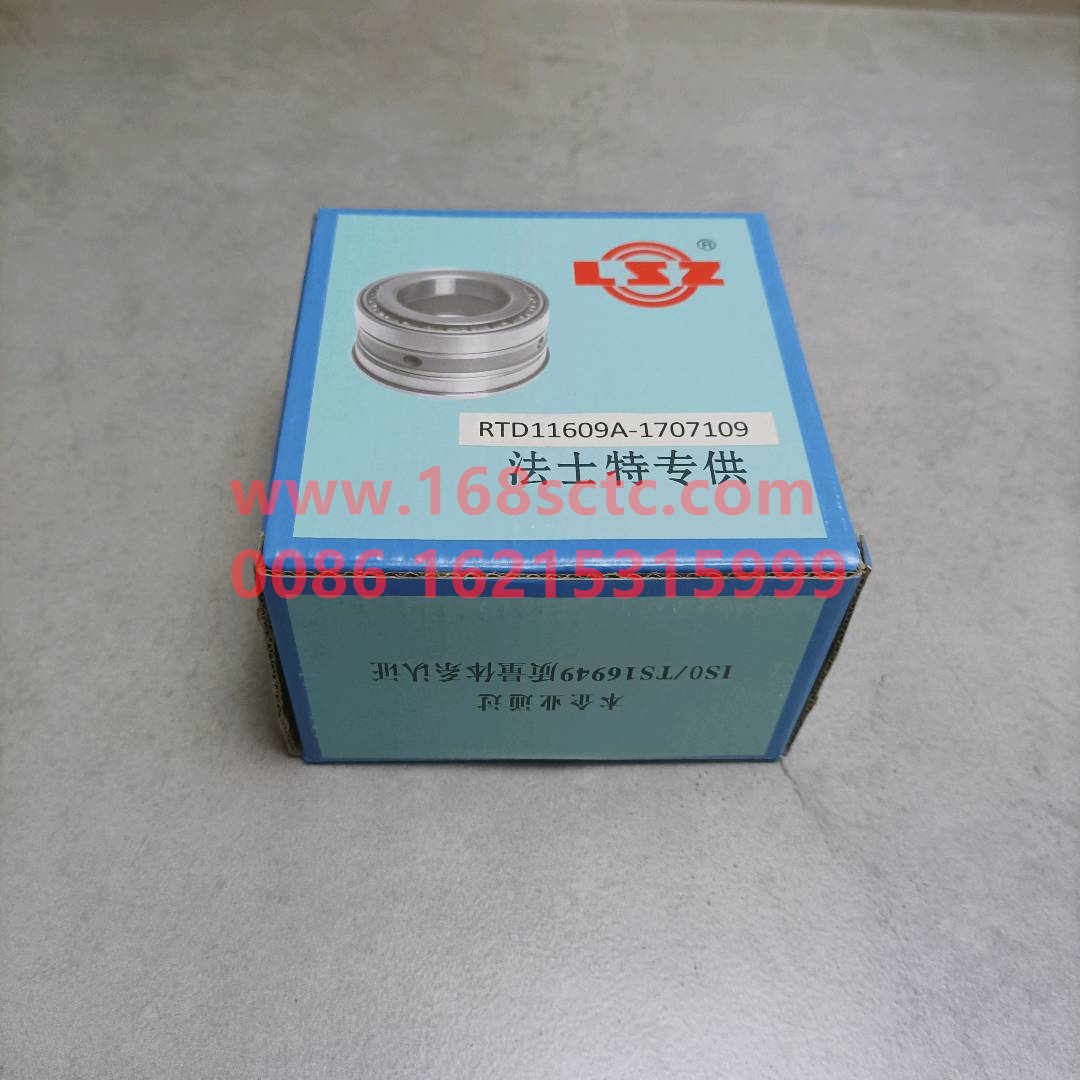 LSZ ®
RTD11609A-1707109
法士特专供
www.168sctc.com
0086 16215315999
本企业通过
ISO/TS16949质量体系认证